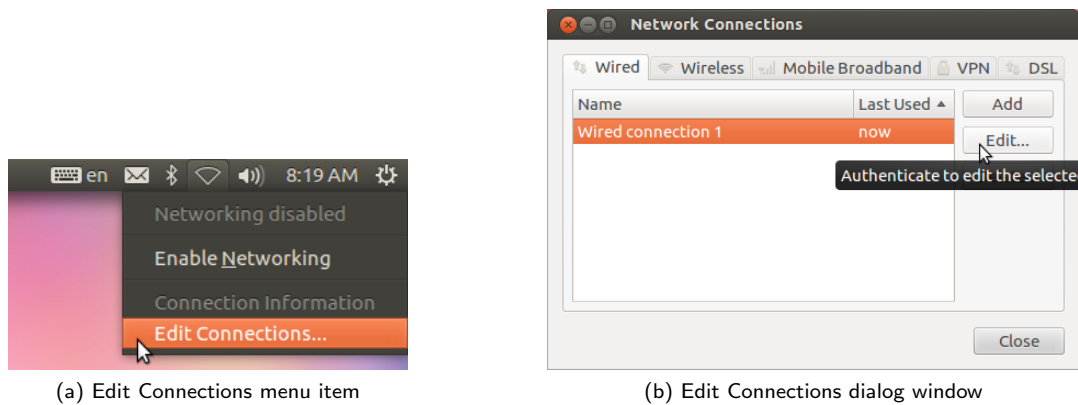 en 8:19 AM
Networking disabled
Enable Networking
Connection Information
Edit Connections...
(a) Edit Connections menu item
Network Connections
Wired Wireless Mobile Broadband VPN DSL
Name Last Used Add
Wired connection 1 now
Edit...
Authenticate to edit the selecte
Close
(b) Edit Connections dialog window